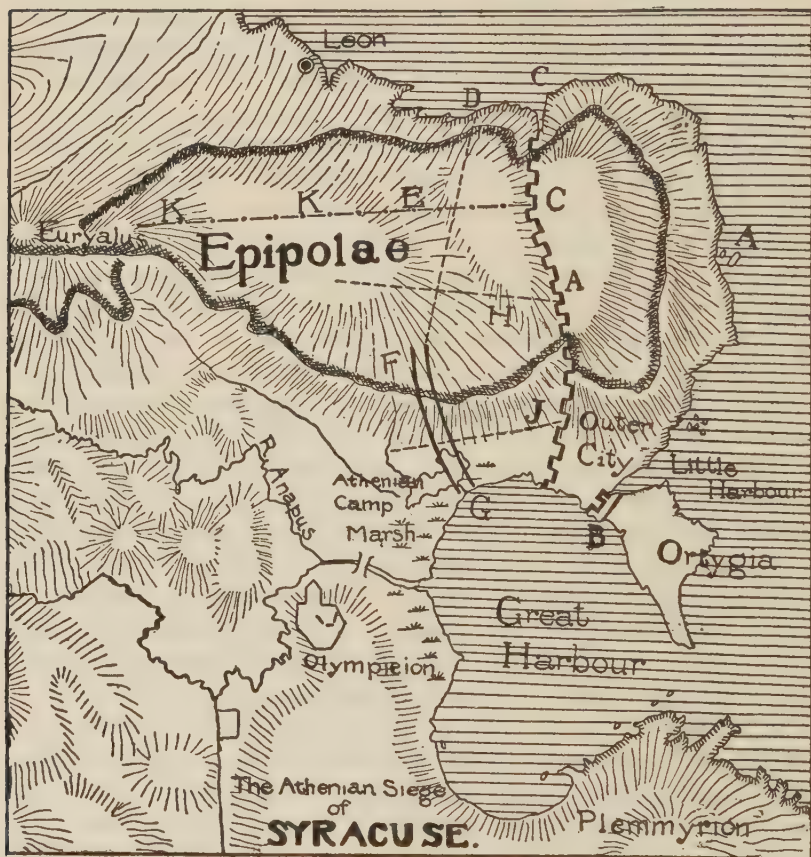 Leon
C
D
K K E C
Euryalus
A
Epipolae
A
H
F
J Outer
City
Little
Harbour
R. Anapus
Athenian
Camp
G
Marsh
B
Ortygia
Great
Harbour
Olympieion
The Athenian Siege
of
SYRACUSE.
Plemmyrion